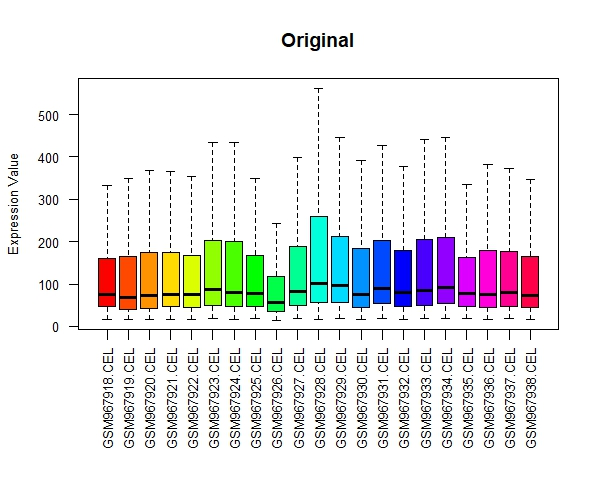 Original
Expression Value
500
400
300
200
100
0
GSM967918.CEL
GSM967919.CEL
GSM967920.CEL
GSM967921.CEL
GSM967922.CEL
GSM967923.CEL
GSM967924.CEL
GSM967925.CEL
GSM967926.CEL
GSM967927.CEL
GSM967928.CEL
GSM967929.CEL
GSM967930.CEL
GSM967931.CEL
GSM967932.CEL
GSM967933.CEL
GSM967934.CEL
GSM967935.CEL
GSM967936.CEL
GSM967937.CEL
GSM967938.CEL